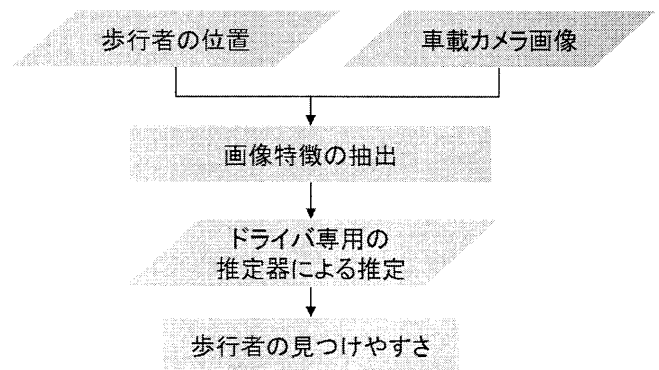 歩行者の位置
車載カメラ画像
画像特徴の抽出
ドライバ専用の
推定器による推定
歩行者の見つけやすさ